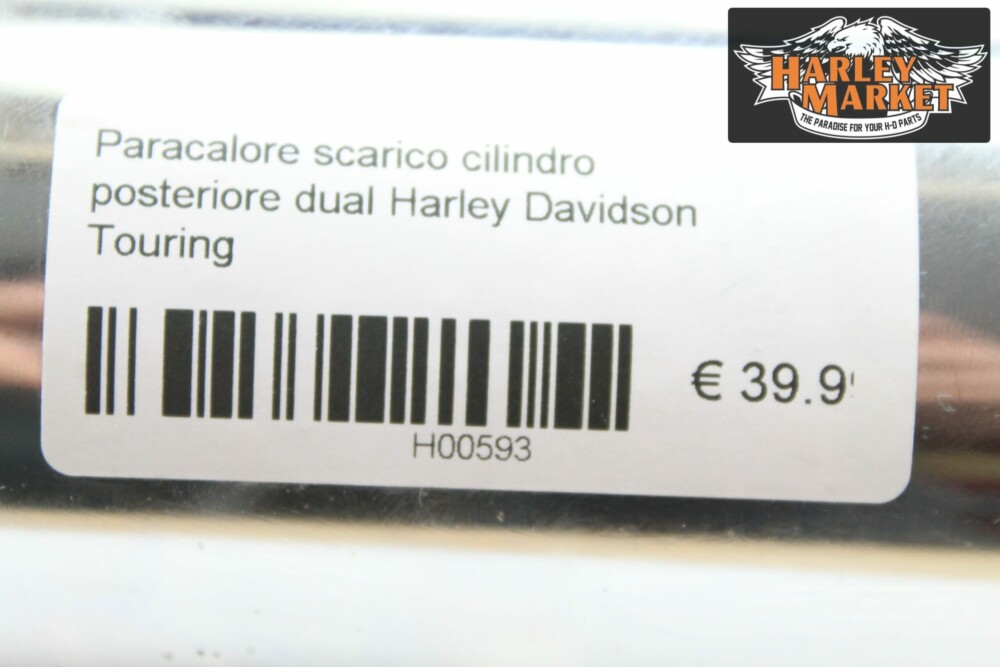 HARLEY
MARKET
THE PARADISE FOR YOUR H-D PARTS
Paracalore scarico cilindro
posteriore dual Harley Davidson
Touring
€ 39.9
H00593